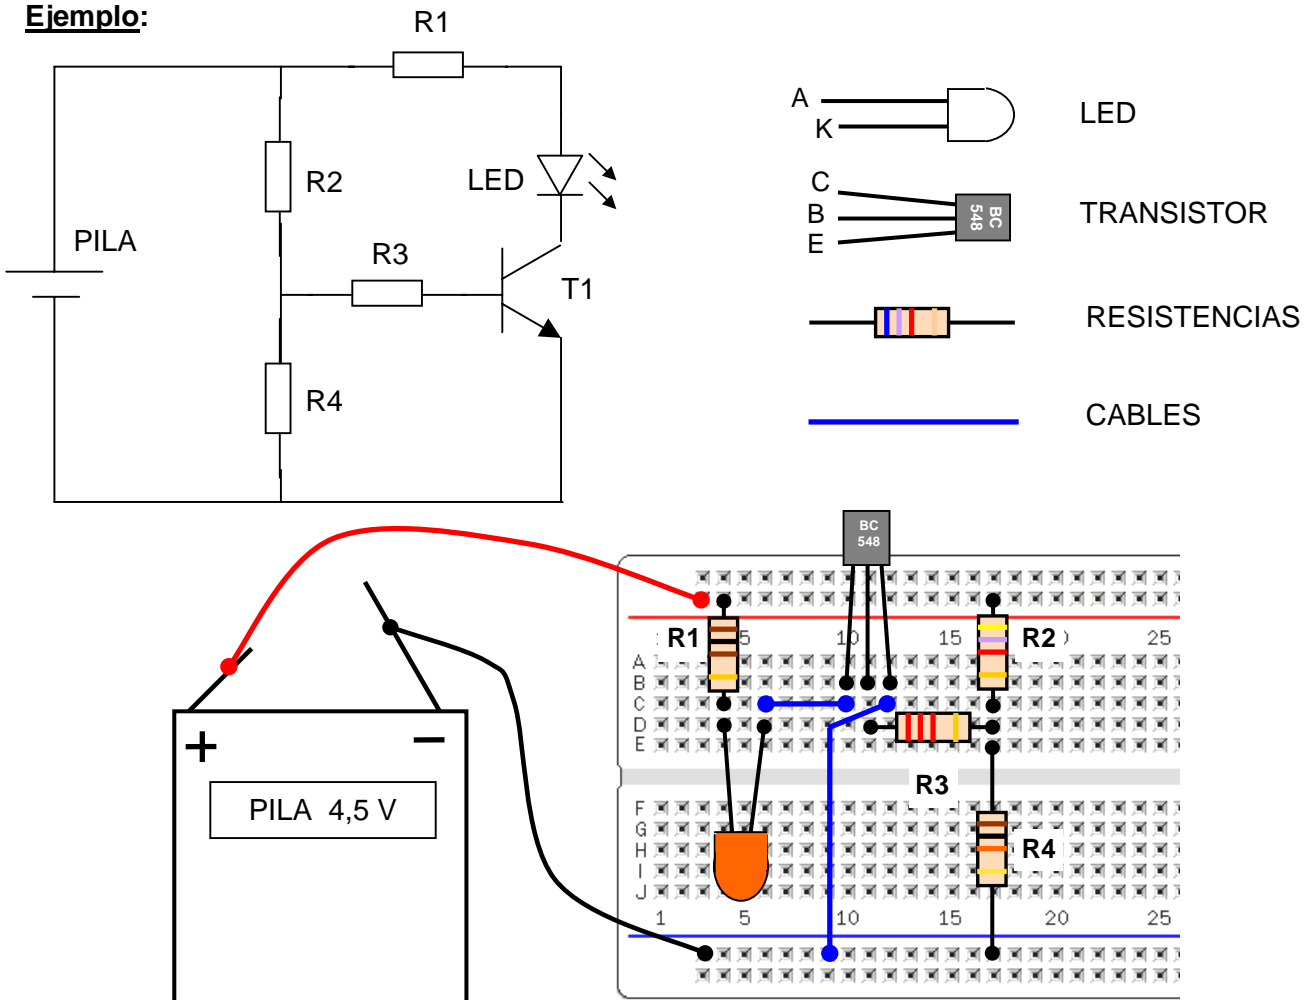 Ejemplo:
R1
R2
LED
PILA
R3
T1
R4
A
K
LED
C
B
E
BC
548
TRANSISTOR
RESISTENCIAS
CABLES
BC
548
R1
5
10
15
R2
25
A
B
C
D
E
+
−
PILA 4,5 V
R3
F
G
H
I
J
R4
1
5
10
15
20
25